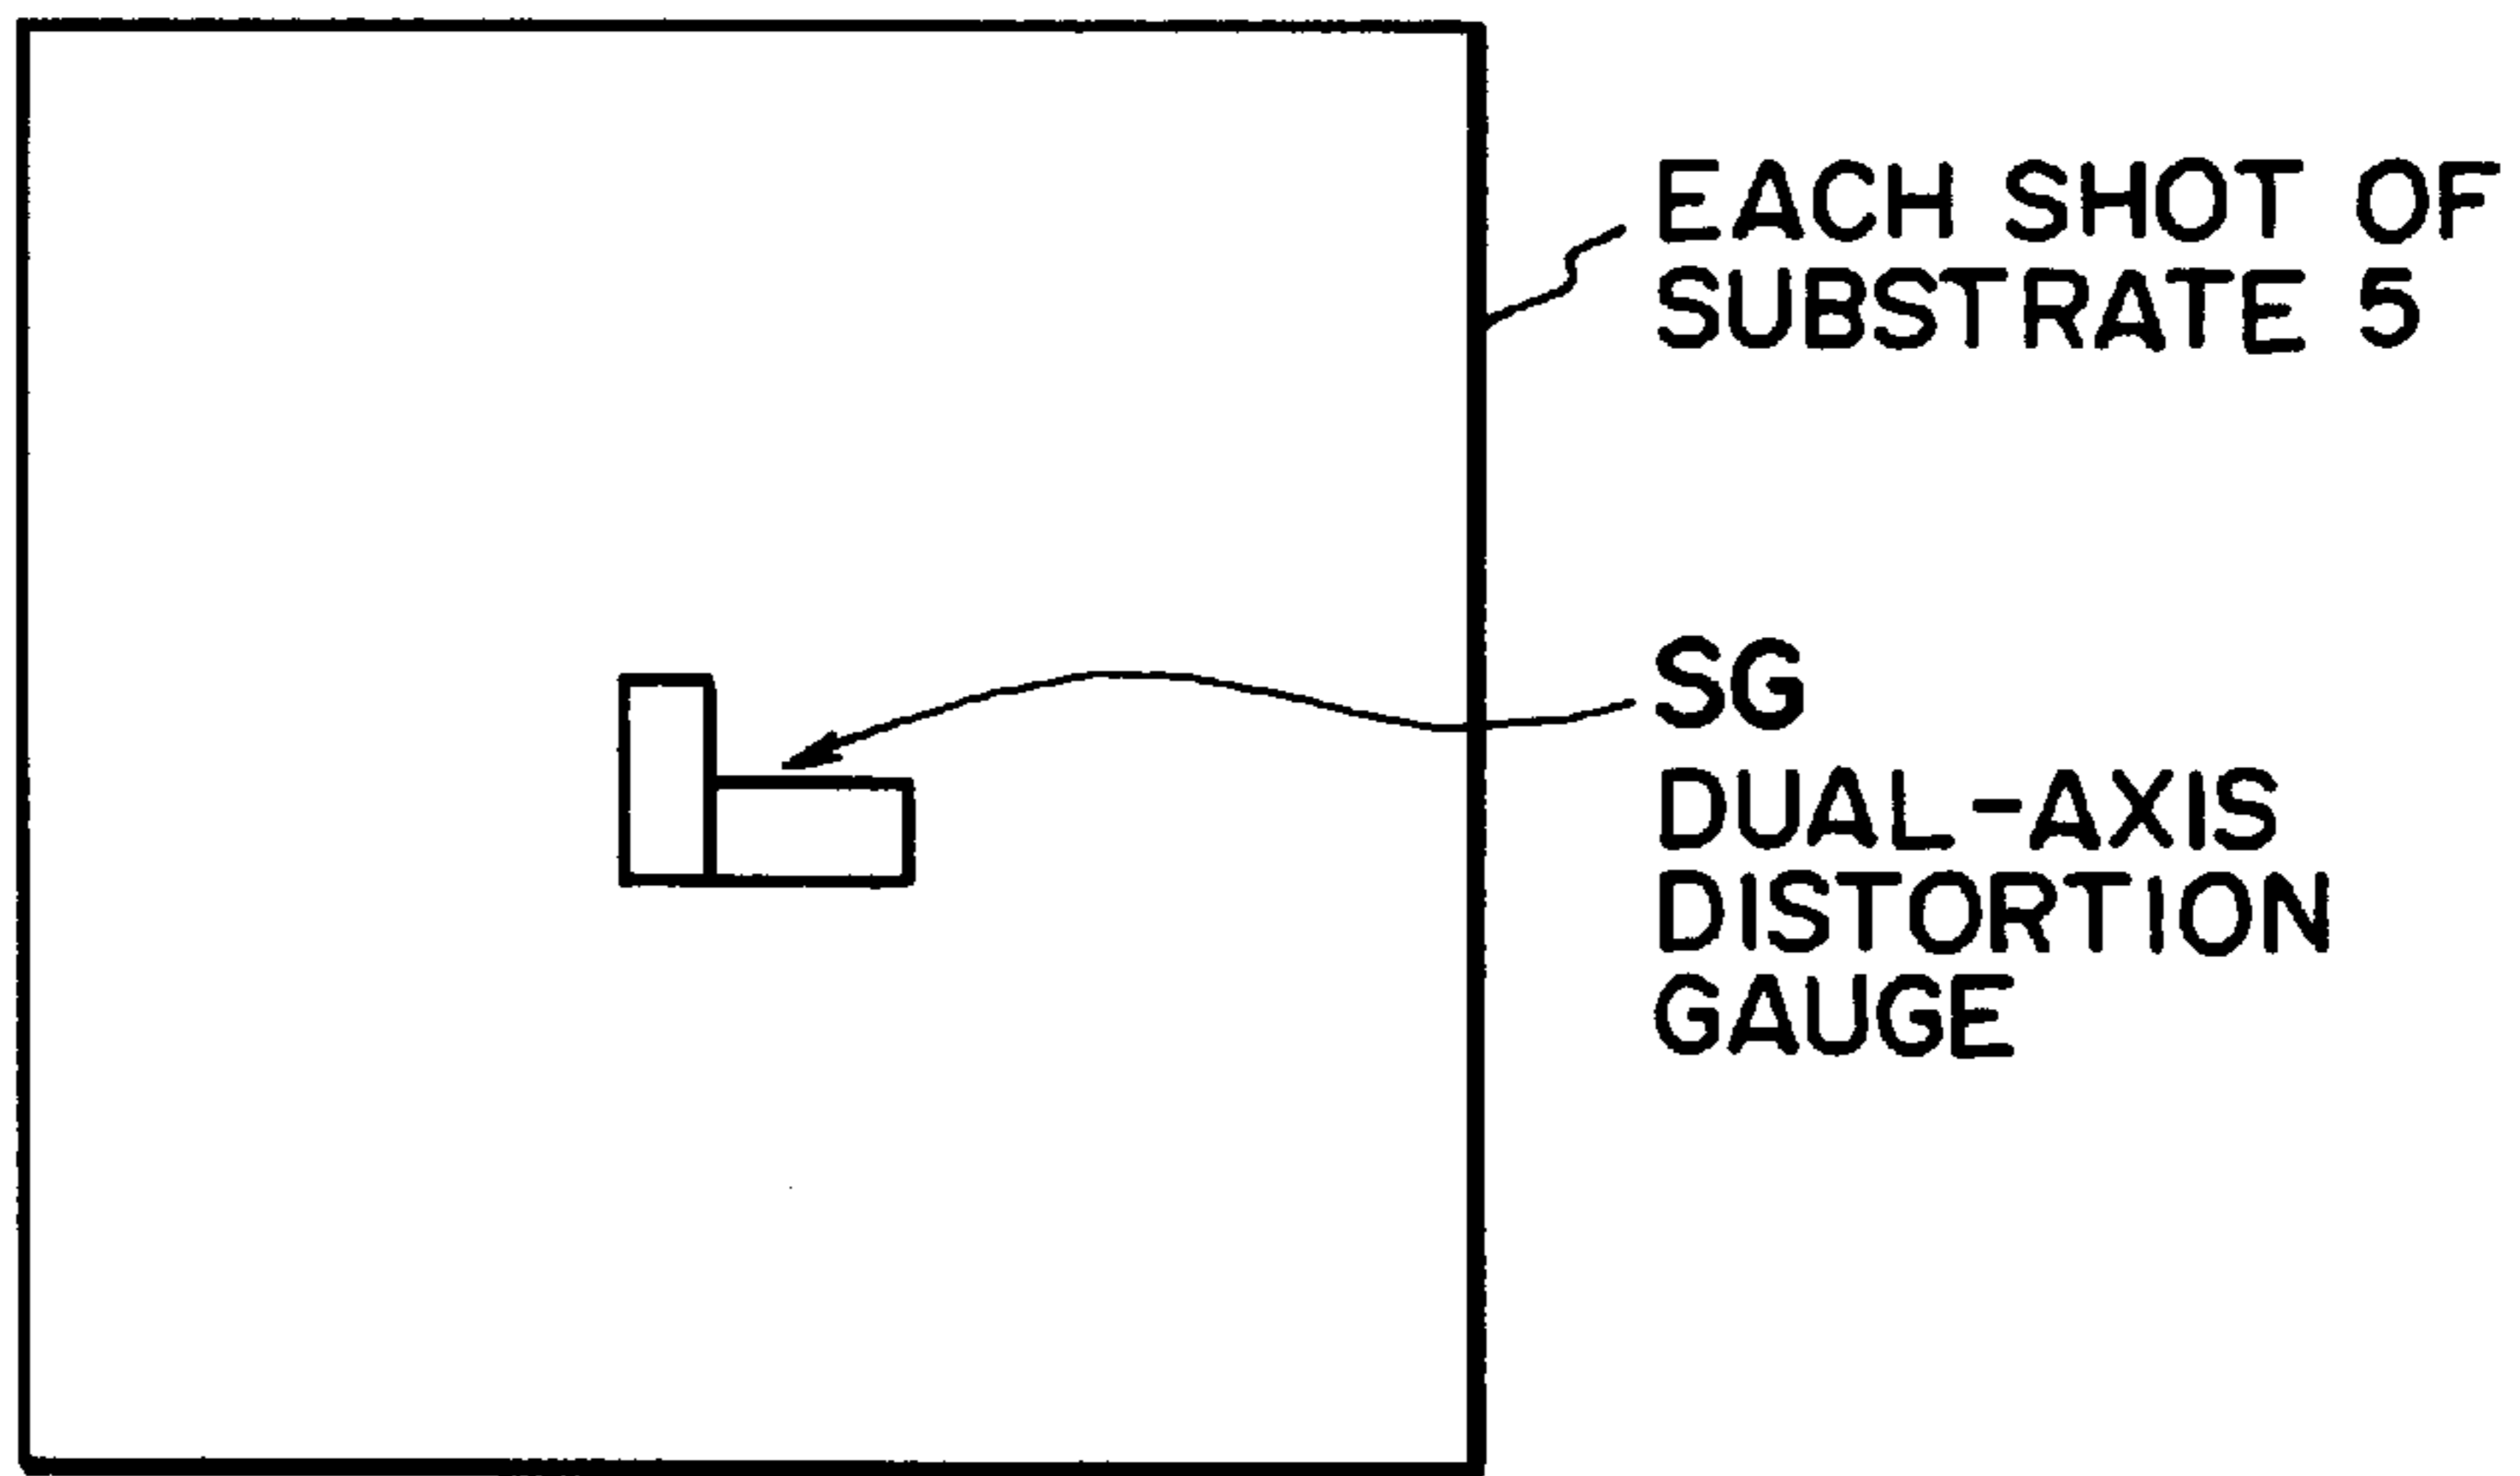 EACH SHOT OF
SUBSTRATE 5
SG
DUAL-AXIS
DISTORTION
GAUGE